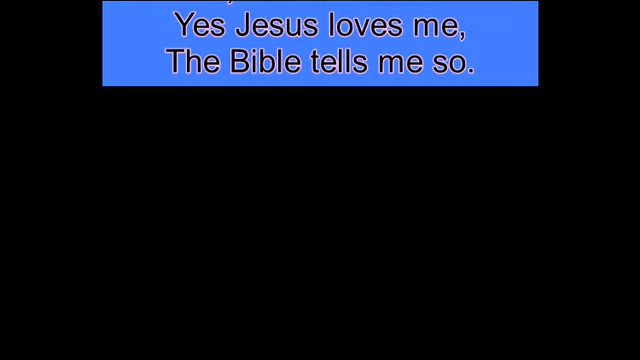 Yes Jesus loves me,
The Bible tells me so.